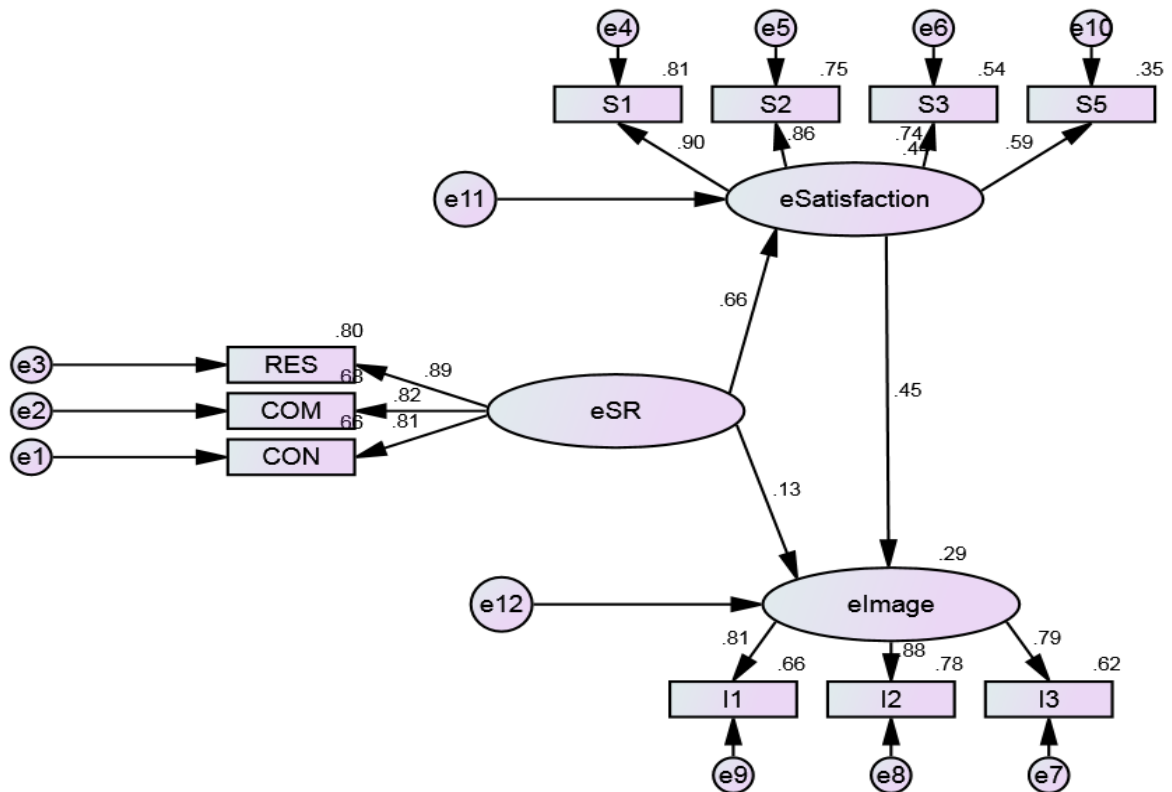 e4
e5
e6
e10
.81
.75
.54
.35
S1
S2
S3
S5
.90
.86
.74
.59
e11
eSatisfaction
.66
.80
e3
RES
.89
.68
.45
e2
COM
.82
eSR
.66
e1
CON
.81
.13
.29
e12
eImage
.81
.88
.79
.66
.78
.62
I1
I2
I3
e9
e8
e7